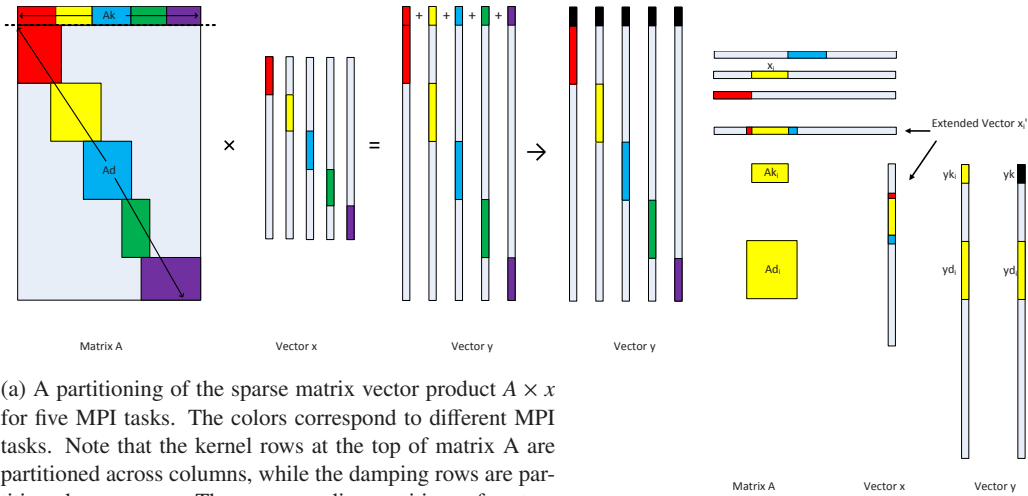 Ak
+ + + +
Ad
×
=
→
Matrix A
Vector x
Vector y
Vector y
xi
Extended Vector xi'
Aki
Adi
yki
yk
ydi
ydi
Matrix A
Vector x
Vector y
(a) A partitioning of the sparse matrix vector product A × x
for five MPI tasks. The colors correspond to different MPI
tasks. Note that the kernel rows at the top of matrix A are
partitioned across columns, while the damping rows are par-